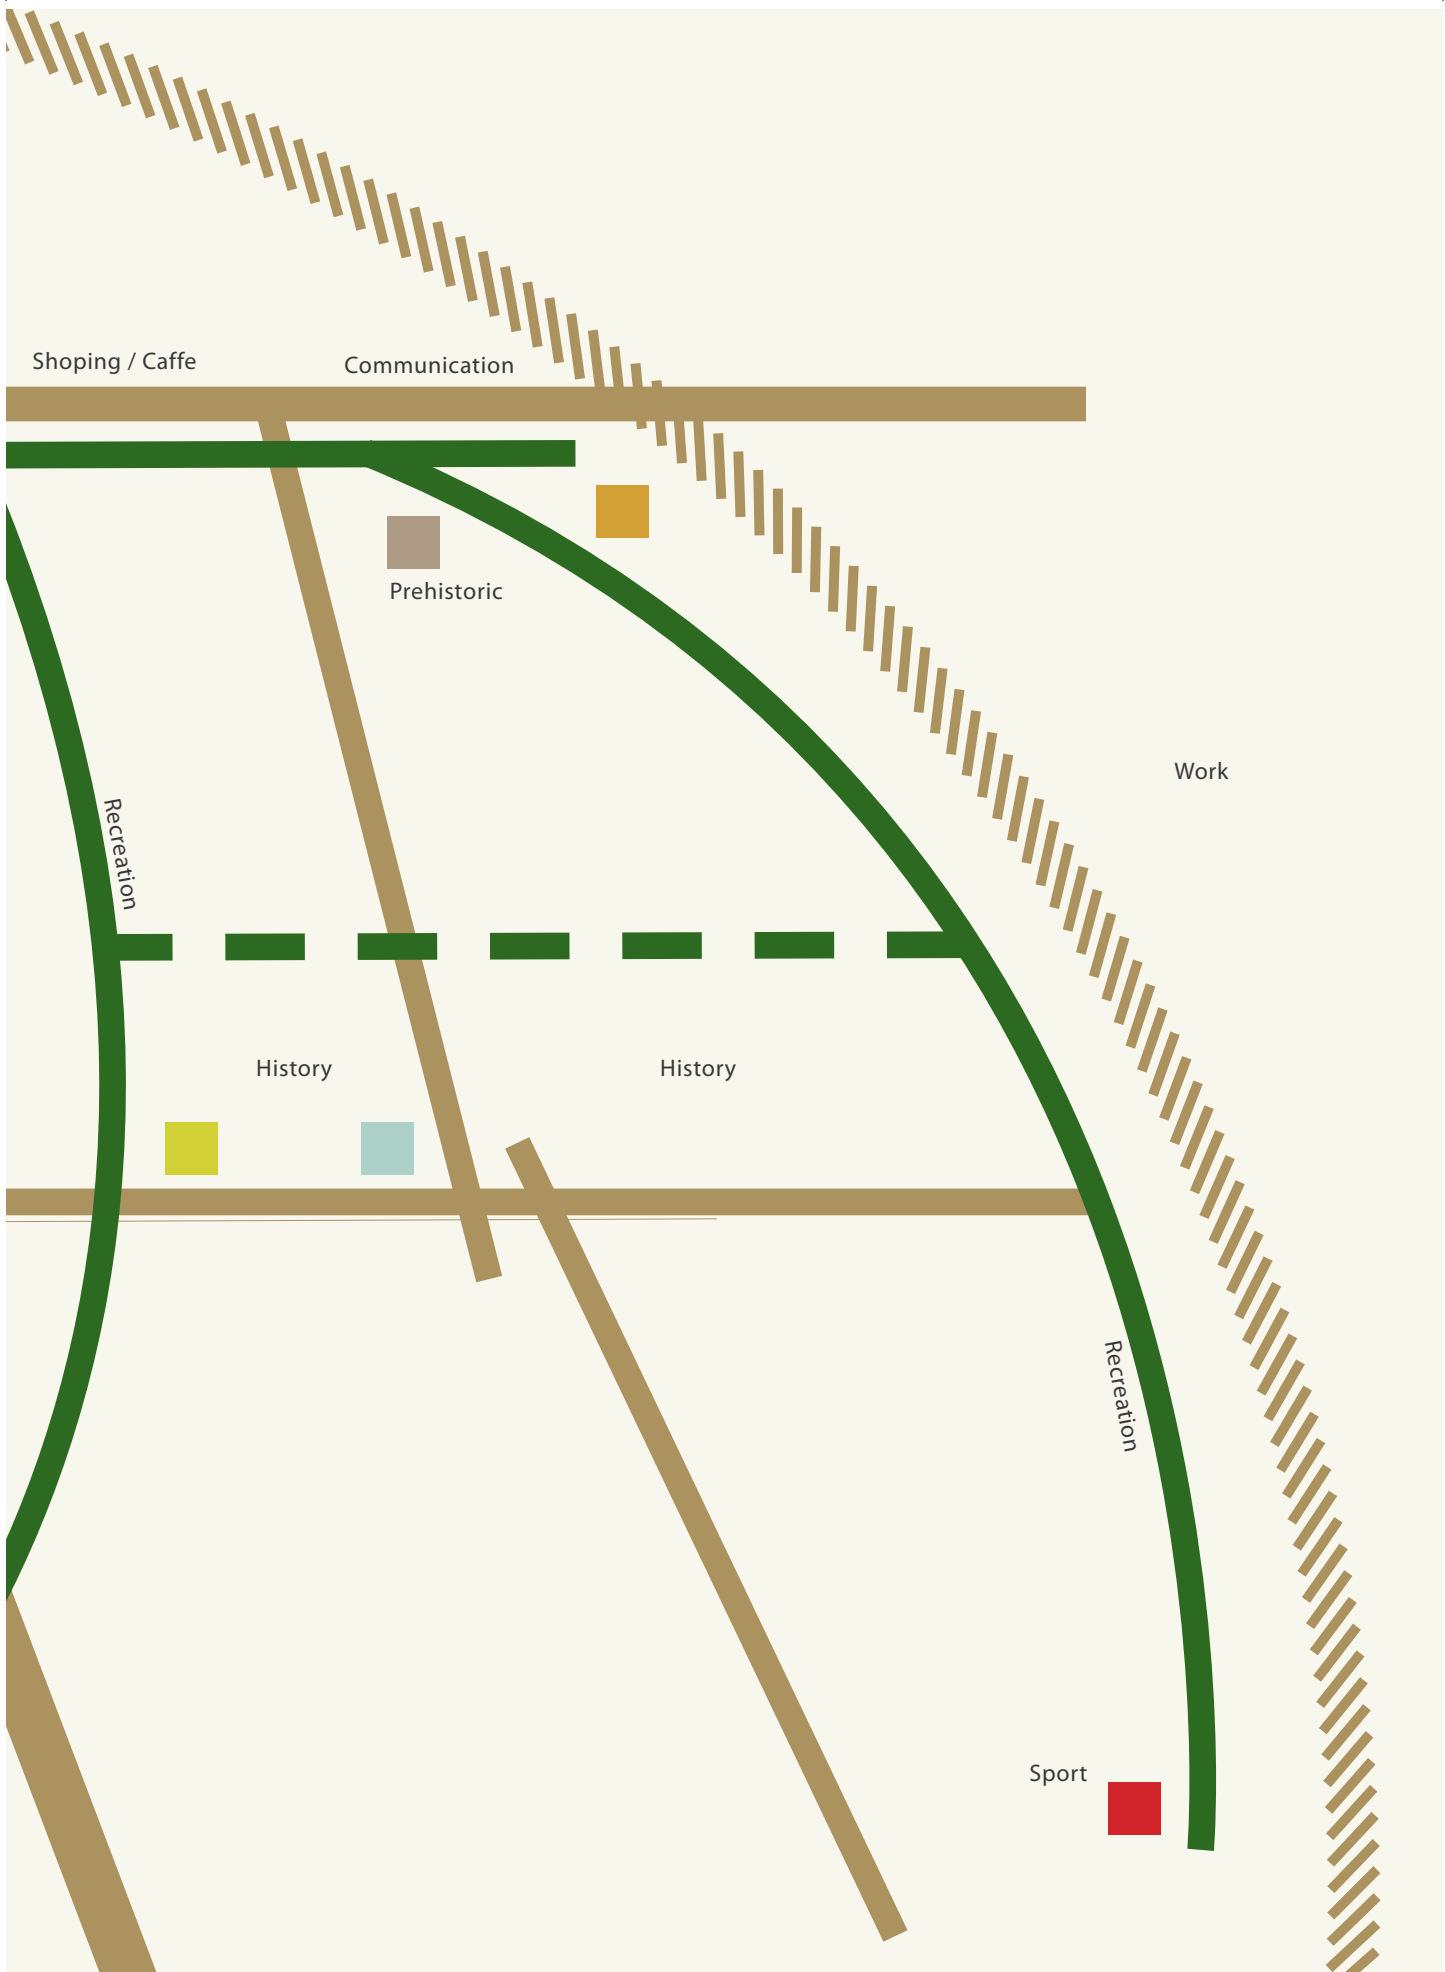 Shoping / Caffe
Communication
Prehistoric
Work
Recreation
History
History
Recreation
Sport